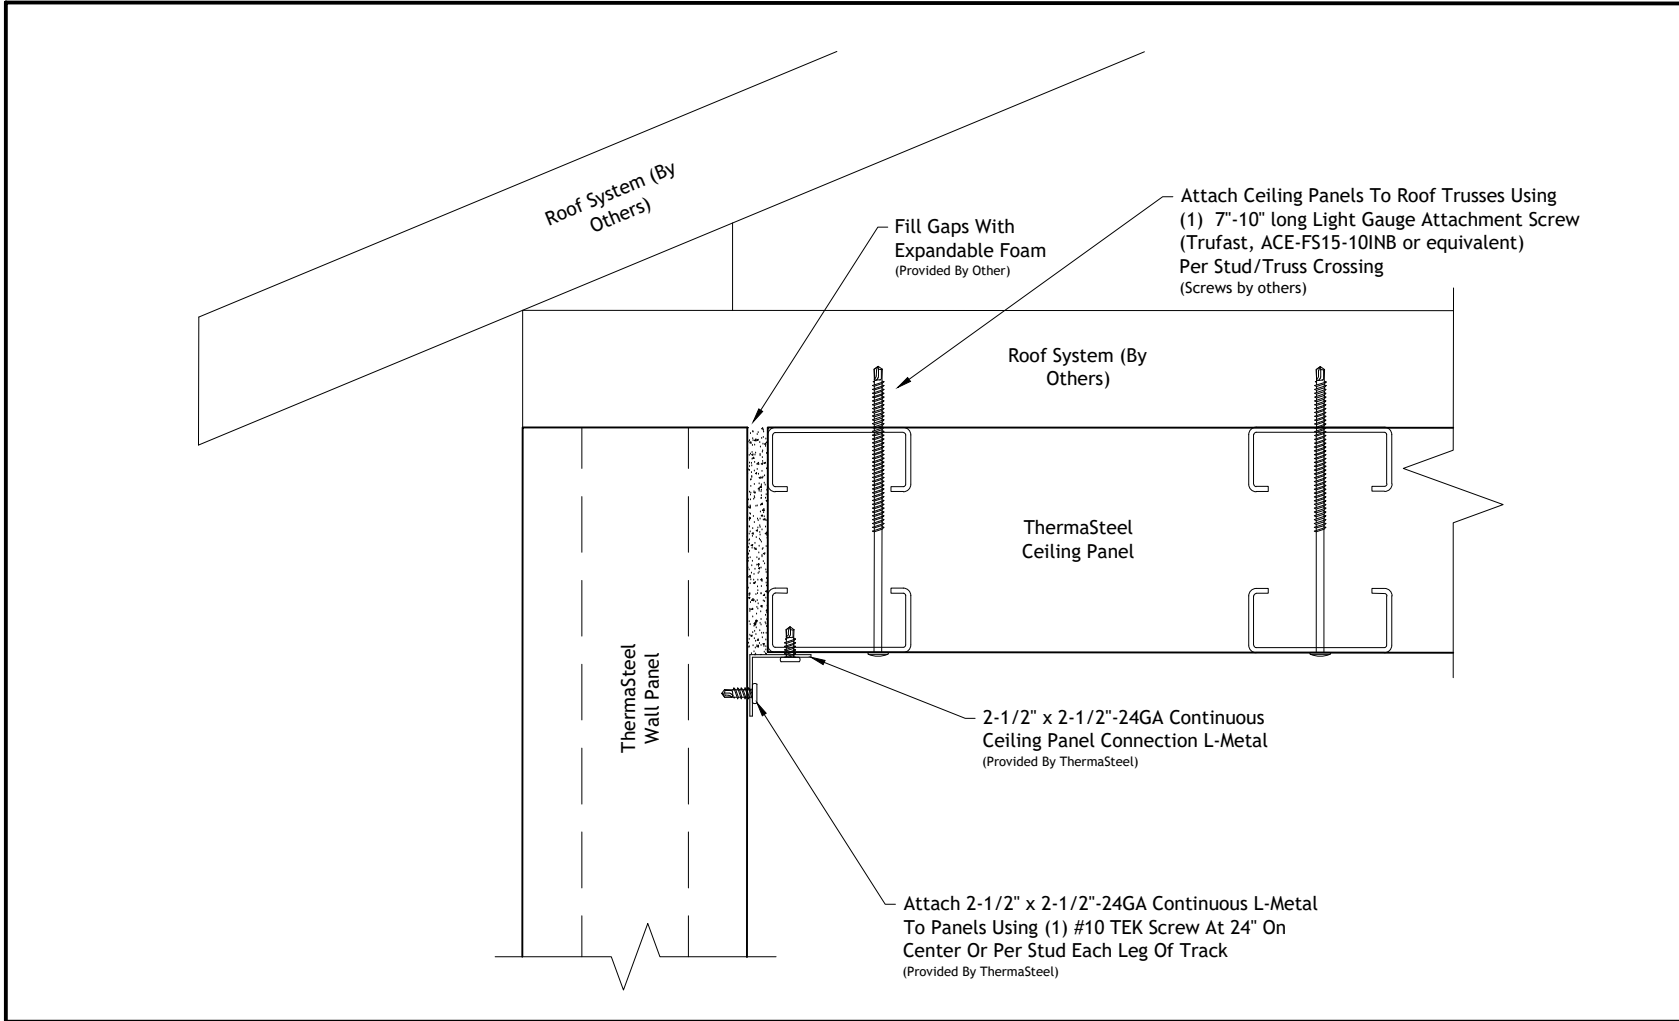 Roof System (By
Others)
Fill Gaps With
Expandable Foam
(Provided By Other)
Attach Ceiling Panels To Roof Trusses Using
(1) 7"-10" long Light Gauge Attachment Screw
(Trufast, ACE-FS15-10INB or equivalent)
Per Stud/Truss Crossing
(Screws by others)
Roof System (By
Others)
ThermaSteel
Ceiling Panel
ThermaSteel
Wall Panel
2-1/2" x 2-1/2"-24GA Continuous
Ceiling Panel Connection L-Metal
(Provided By ThermaSteel)
Attach 2-1/2" x 2-1/2"-24GA Continuous L-Metal
To Panels Using (1) #10 TEK Screw At 24" On
Center Or Per Stud Each Leg Of Track
(Provided By ThermaSteel)